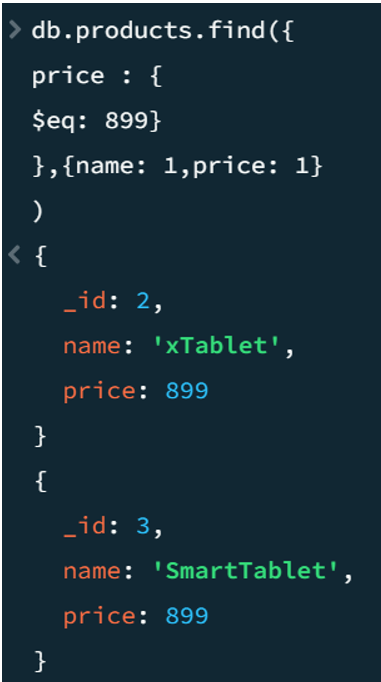 > db.products.find({
price : {
$eq: 899}
},{name: 1,price: 1}
)
< {
_id: 2,
name: 'xTablet',
price: 899
}
{
_id: 3,
name: 'SmartTablet',
price: 899
}